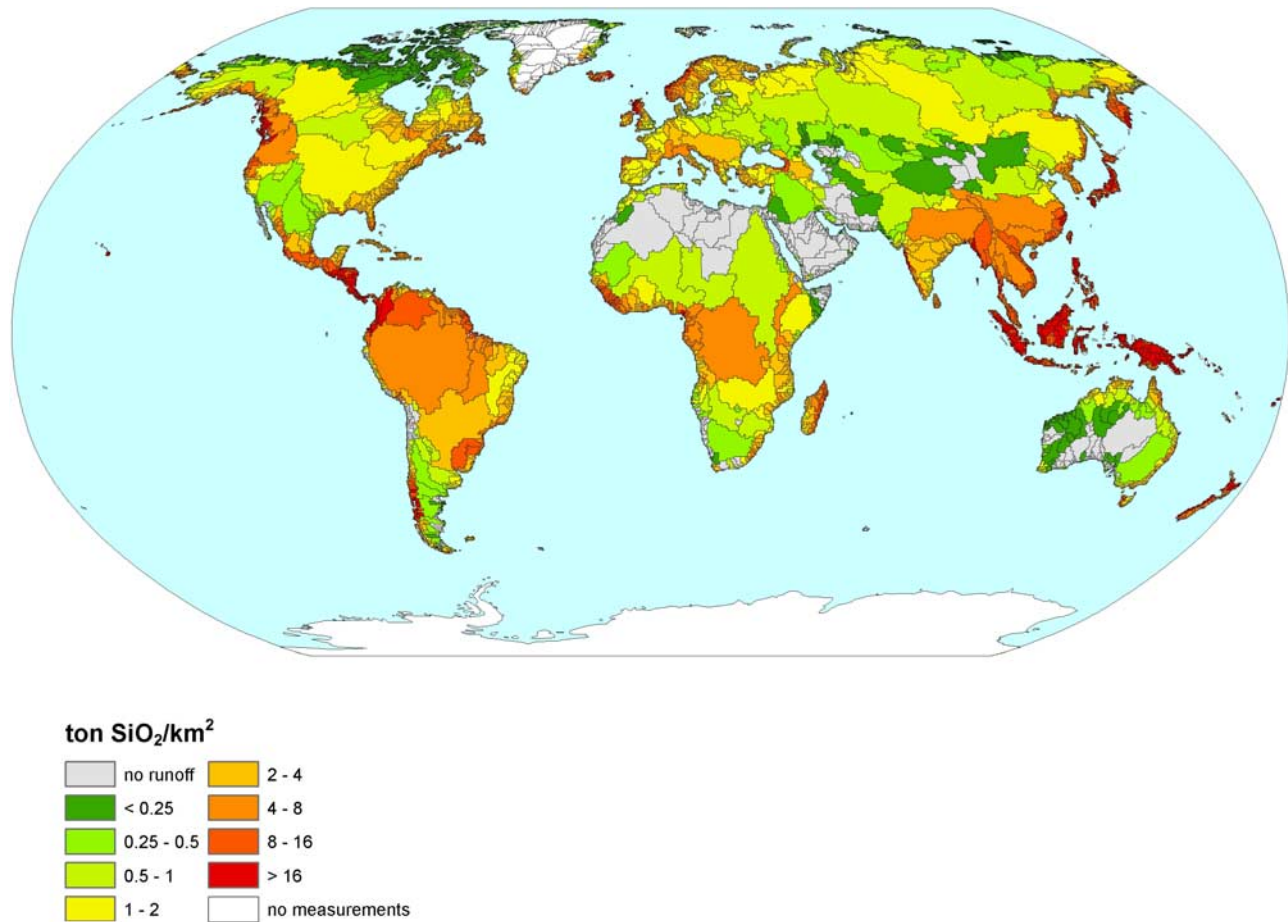 ton SiO₂/km²
no runoff
< 0.25
0.25 - 0.5
0.5 - 1
1 - 2
2 - 4
4 - 8
8 - 16
> 16
no measurements